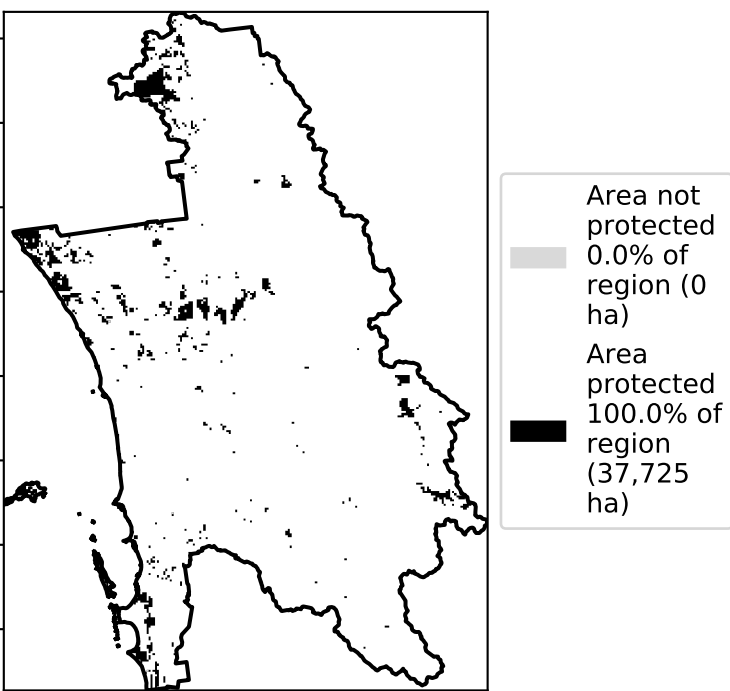 Area not
protected
0.0% of
region (0
ha)
Area
protected
100.0% of
region
(37,725
ha)